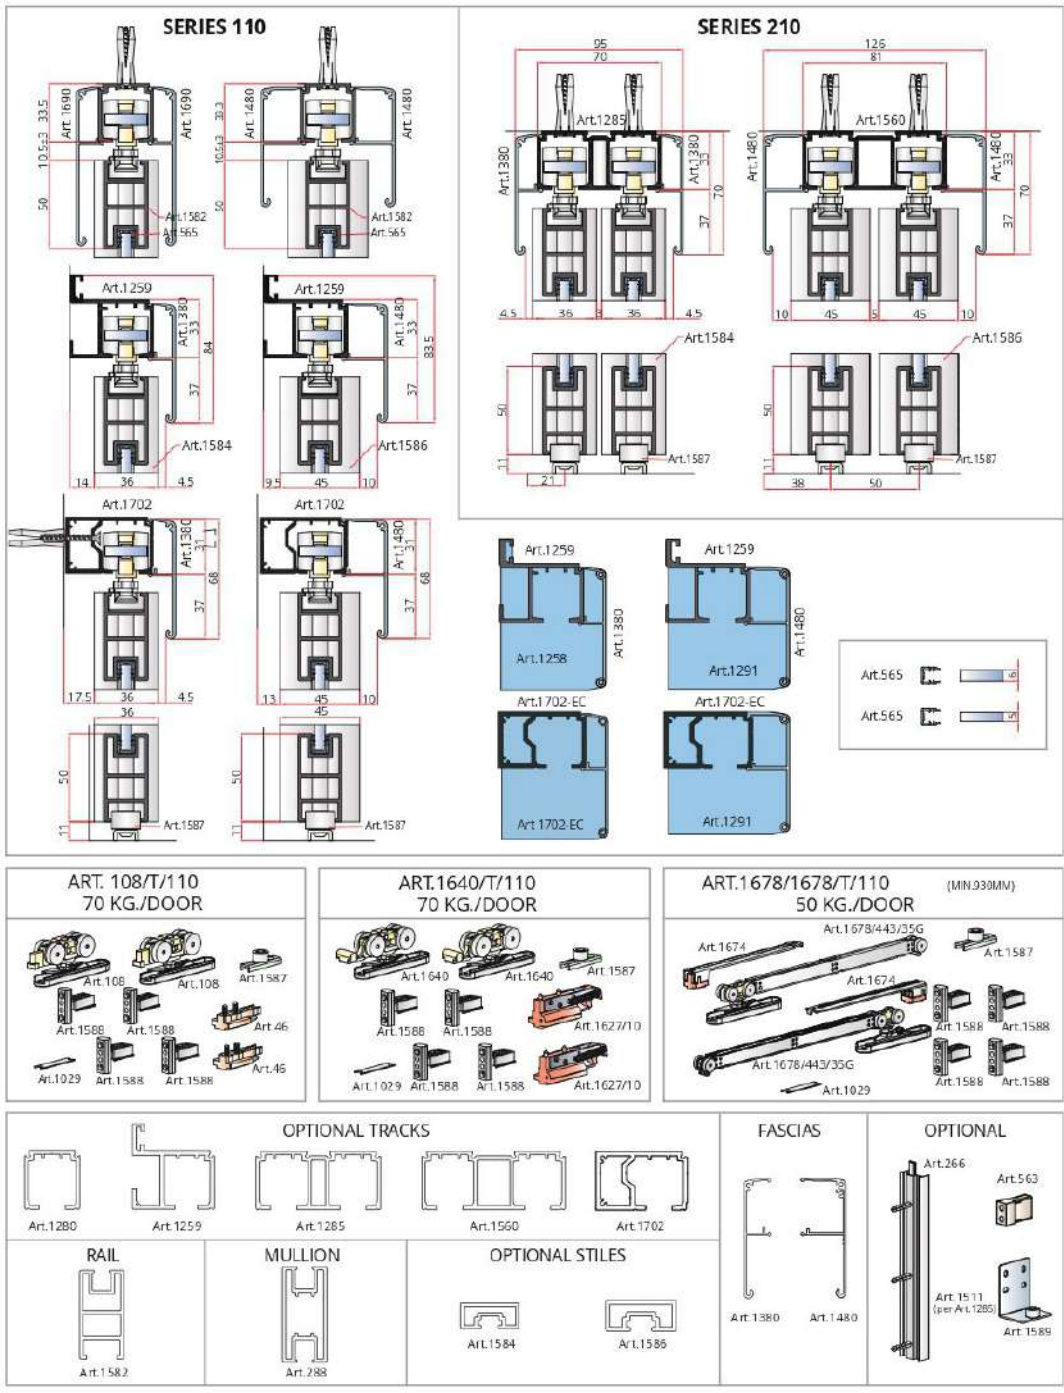 SERIES 110
Art.1690
Art.1690
Art.1480
Art.1480
33.5
10.5±3
50
33.3
10.5±3
50
Art.1582
Art.565
Art.1582
Art.565
Art.1259
Art.1259
Art.1380
33
84
37
Art.1480
33
83.5
37
Art.1584
Art.1586
14
36
4.5
9.5
45
10
Art.1702
Art.1702
Art.1380
31
68
37
Art.1480
31
68
37
17.5
36
4.5
13
45
10
36
45
50
11
50
11
Art.1587
Art.1587
SERIES 210
95
70
126
81
Art.1285
Art.1560
Art.1380
Art.1380
33
70
37
Art.1480
Art.1480
33
70
37
4.5
36
3
36
4.5
10
45
5
45
10
Art.1584
Art.1586
50
11
50
11
Art.1587
Art.1587
21
38
50
Art.1259
Art.1259
Art.1380
Art.1480
Art.1258
Art.1291
Art.1702-EC
Art.1702-EC
Art 1702-EC
Art.1291
Art.565
6
Art.565
5
ART. 108/T/110
70 KG./DOOR
Art.108
Art.108
Art.1587
Art.1588
Art.1588
Art.46
Art.1029
Art.1588
Art.1588
Art.46
ART.1640/T/110
70 KG./DOOR
Art.1640
Art.1640
Art.1587
Art.1588
Art.1588
Art.1627/10
Art.1029
Art.1588
Art.1588
Art.1627/10
ART.1678/1678/T/110
(MIN.930MM)
50 KG./DOOR
Art.1678/443/35G
Art.1674
Art.1587
Art.1674
Art.1588
Art.1588
Art.1678/443/35G
Art.1029
Art.1588
Art.1588
OPTIONAL TRACKS
Art.1280
Art.1259
Art.1285
Art.1560
Art.1702
RAIL
Art.1582
MULLION
Art.288
OPTIONAL STILES
Art.1584
Art.1586
FASCIAS
Art.1380
Art.1480
OPTIONAL
Art.266
Art.563
Art.1511
(per Art.1285)
Art.1589